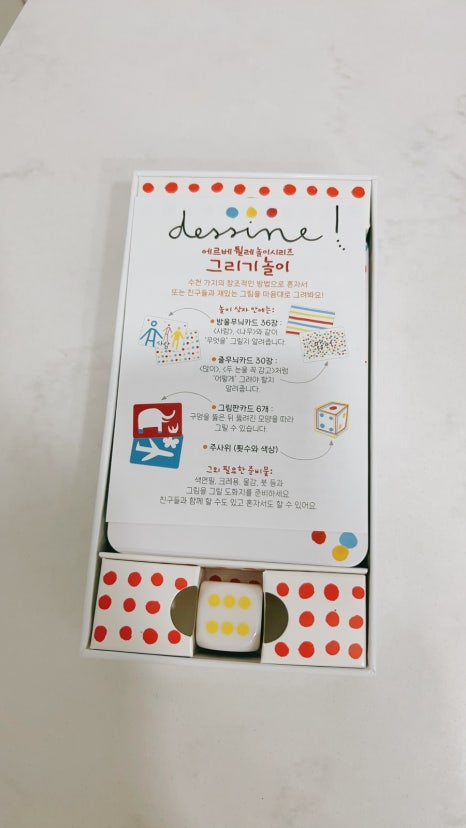 dessine!
에르베 튈레 놀이시리즈
그리기 놀이
수천 가지의 창조적인 방법으로 혼자서
또는 친구들과 재밌는 그림을 마음대로 그려봐요!
놀이 상자 안에는:
방울무늬카드 36장:
<사람>, <나무>와 같이
'무엇을' 그릴지 알려줍니다.
줄무늬카드 30장:
<많이>, <두 눈을 꼭 감고>처럼
'어떻게' 그려야 할지
알려줍니다.
그림판카드 6개:
구멍을 뚫은 뒤 뚫려진 모양을 따라
그릴 수 있습니다.
주사위 (횟수와 색상)
그외 필요한 준비물:
색연필, 크레용, 물감, 붓 등과
그림을 그릴 도화지를 준비하세요.
친구들과 함께 할 수도 있고 혼자서도 할 수 있어요.